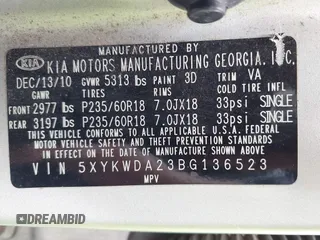 MANUFACTURED BY
KIA KIA MOTORS MANUFACTURING GEORGIA, INC.
DEC/13/10 GVWR 5313 lbs PAINT 3D TRIM VA
GAWR TIRES RIMS COLD TIRE INFL
FRONT 2977 lbs P235/60R18 7.0JX18 33psi SINGLE
REAR 3197 lbs P235/60R18 7.0JX18 33psi SINGLE
THIS VEHICLE CONFORMS TO ALL APPLICABLE U.S.A. FEDERAL
MOTOR VEHICLE SAFETY STANDARDS IN EFFECT ON
THE DATE OF MANUFACTURE SHOWN ABOVE.
VIN 5XYKWDA23BG136523
MPV
DREAMBID